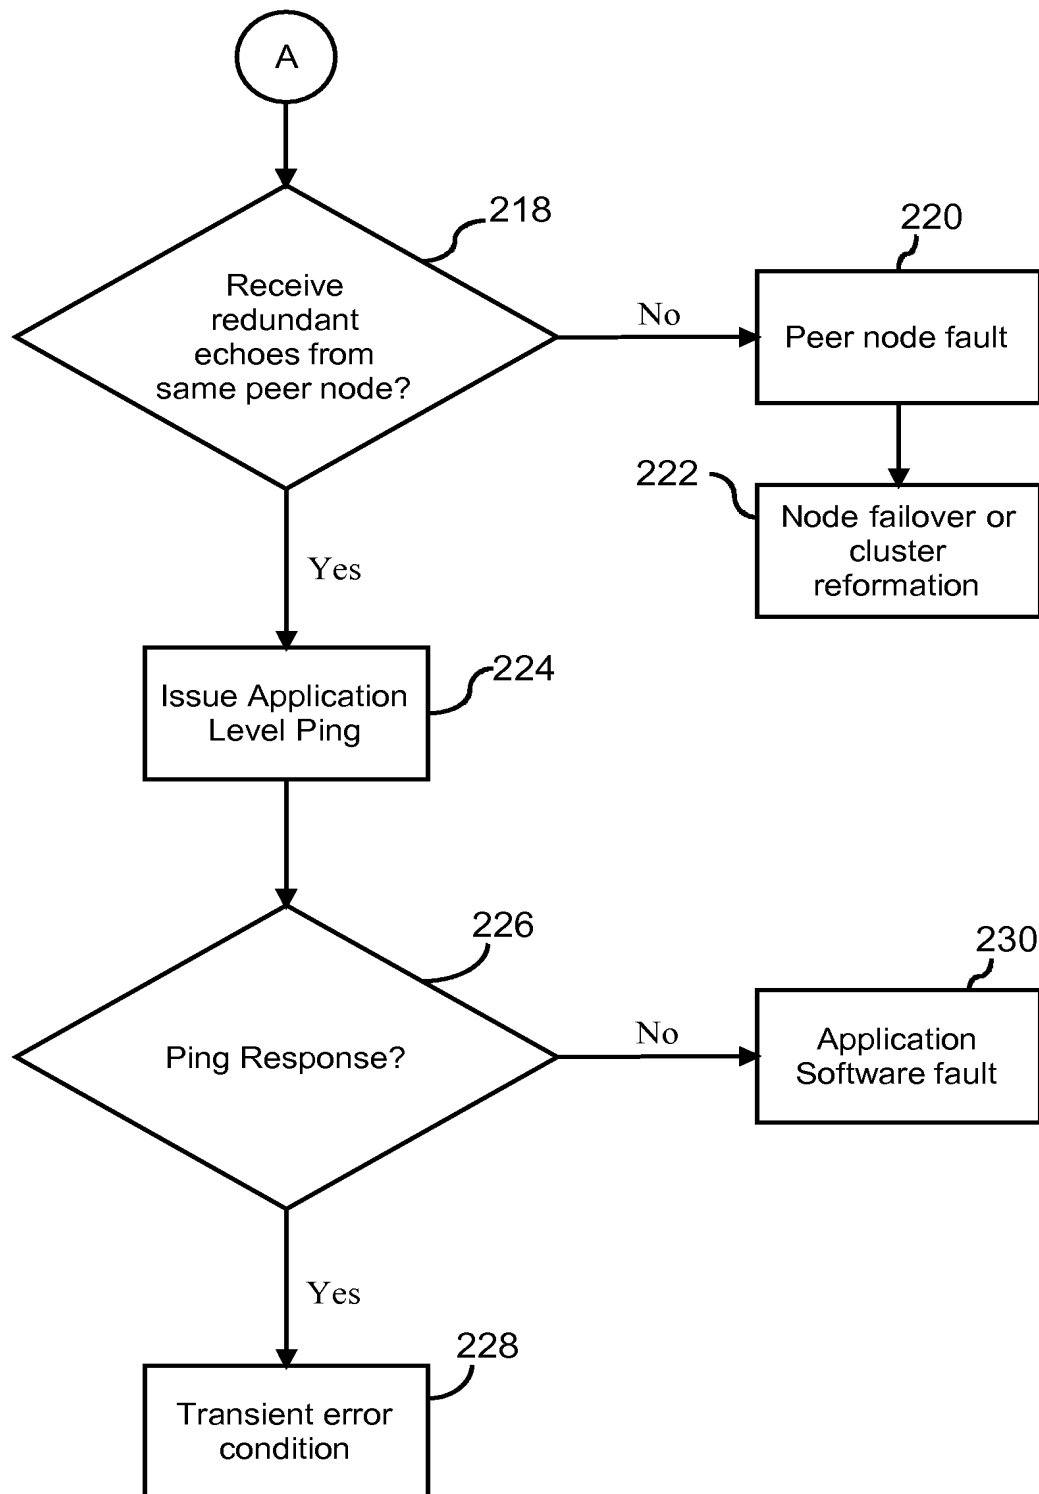 A
218
Receive
redundant
echoes from
same peer node?
No
220
Peer node fault
222
Node failover or
cluster
reformation
Yes
224
Issue Application
Level Ping
226
Ping Response?
No
230
Application
Software fault
Yes
228
Transient error
condition